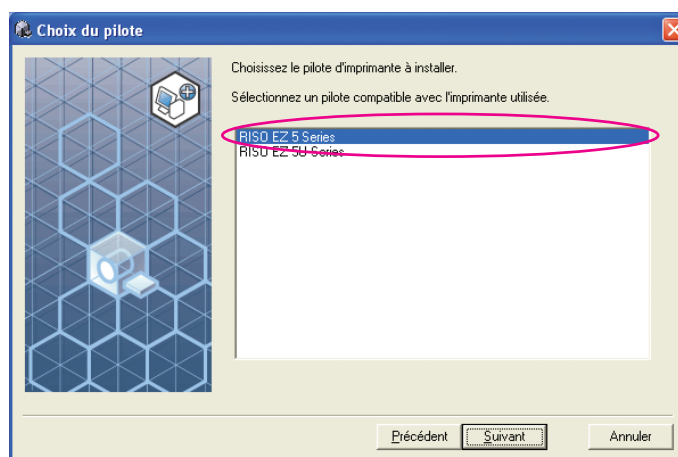 Choix du pilote
Choisissez le pilote d'imprimante à installer.
Sélectionnez un pilote compatible avec l'imprimante utilisée.
RISO EZ 5 Series
RISO EZ 5U Series
Précédent Suivant Annuler